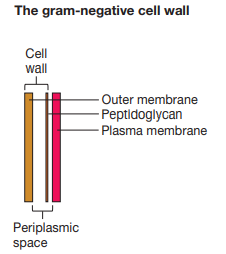 The gram-negative cell wall
Cell
wall
Outer membrane
Peptidoglycan
Plasma membrane
Periplasmic
space